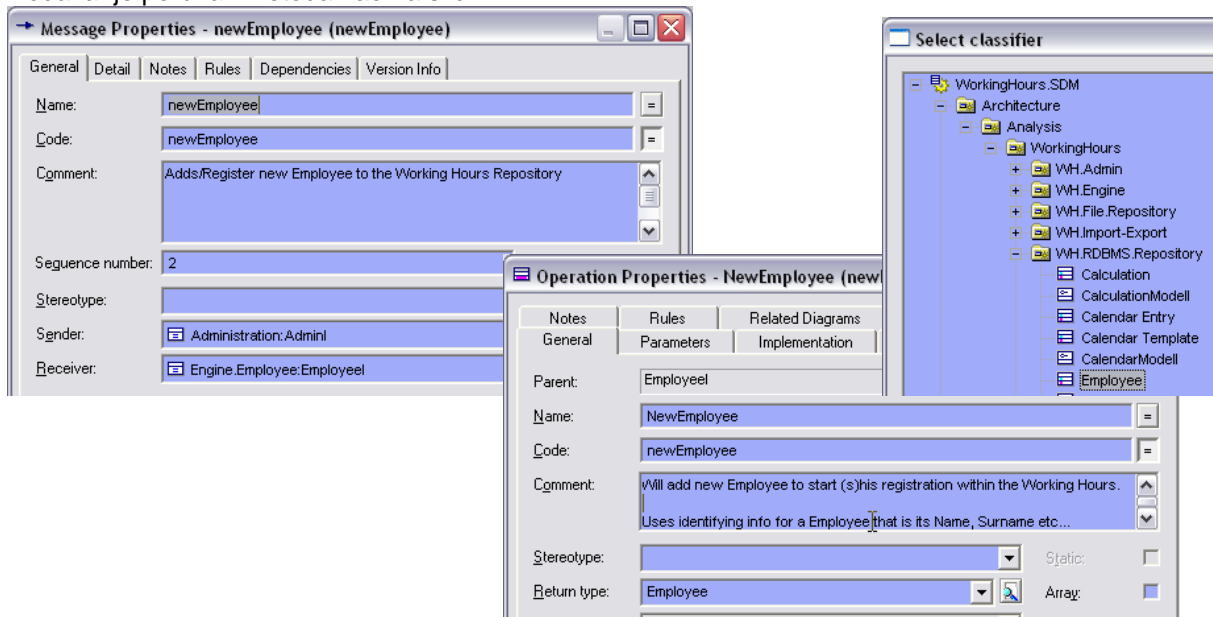 Message Properties - newEmployee (newEmployee)
General Detail Notes Rules Dependencies Version Info
Name: newEmployee =
Code: newEmployee =
Comment: Adds/Register new Employee to the Working Hours Repository
Sequence number: 2
Stereotype:
Sender: Administration:AdminI
Receiver: Engine.Employee:EmployeeI
Select classifier
WorkingHours.SDM
Architecture
Analysis
WorkingHours
WH.Admin
WH.Engine
WH.File.Repository
WH.Import-Export
WH.RDBMS.Repository
Calculation
CalculationModell
Calendar Entry
Calendar Template
CalendarModell
Employee
Operation Properties - NewEmployee
Notes Rules Related Diagrams
General Parameters Implementation
Parent: EmployeeI
Name: NewEmployee =
Code: newEmployee =
Comment: Will add new Employee to start (s)his registration within the Working Hours.
Uses identifying info for a Employee that is its Name, Surname etc...
Stereotype: Static:
Return type: Employee Array: